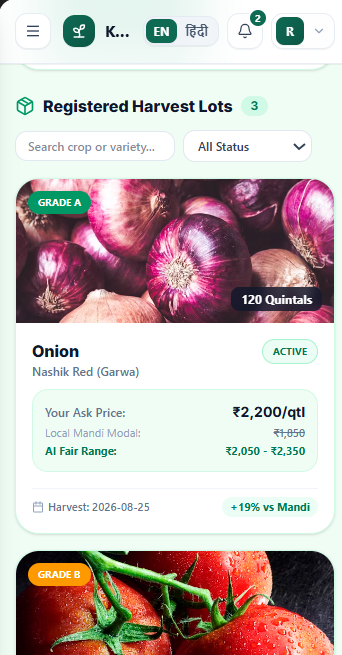 K... EN हिंदी 2 R
Registered Harvest Lots 3
Search crop or variety... All Status
GRADE A
120 Quintals
Onion ACTIVE
Nashik Red (Garwa)
Your Ask Price: ₹2,200/qtl
Local Mandi Modal: ₹1,850
AI Fair Range: ₹2,050 - ₹2,350
Harvest: 2026-08-25 +19% vs Mandi
GRADE B